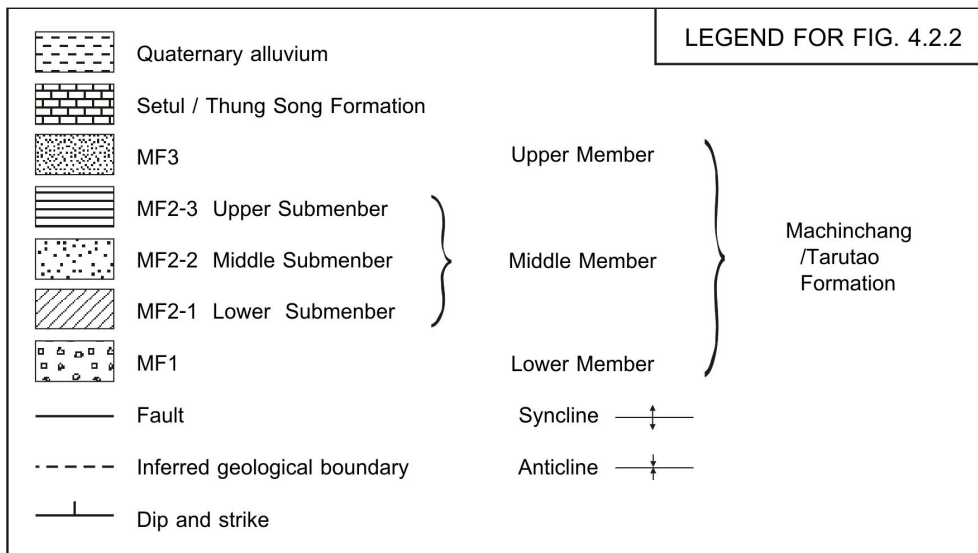 LEGEND FOR FIG. 4.2.2
Quaternary alluvium
Setul / Thung Song Formation
MF3
Upper Member
MF2-3 Upper Submenber
MF2-2 Middle Submenber
Middle Member
MF2-1 Lower Submenber
MF1
Lower Member
Machinchang
/Tarutao
Formation
Fault
Syncline
Inferred geological boundary
Anticline
Dip and strike